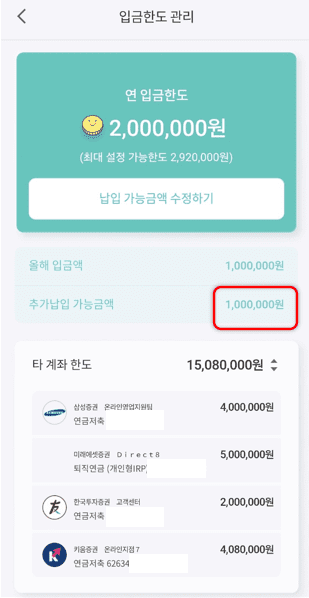 입금한도 관리
연 입금한도
2,000,000원
(최대 설정 가능한도 2,920,000원)
납입 가능금액 수정하기
올해 입금액 1,000,000원
추가납입 가능금액 1,000,000원
타 계좌 한도 15,080,000원
삼성증권 온라인영업지원팀 4,000,000원
연금저축
미래에셋증권 Direct8 5,000,000원
퇴직연금 (개인형IRP)
한국투자증권 고객센터 2,000,000원
연금저축
키움증권 온라인지점7 4,080,000원
연금저축 62634